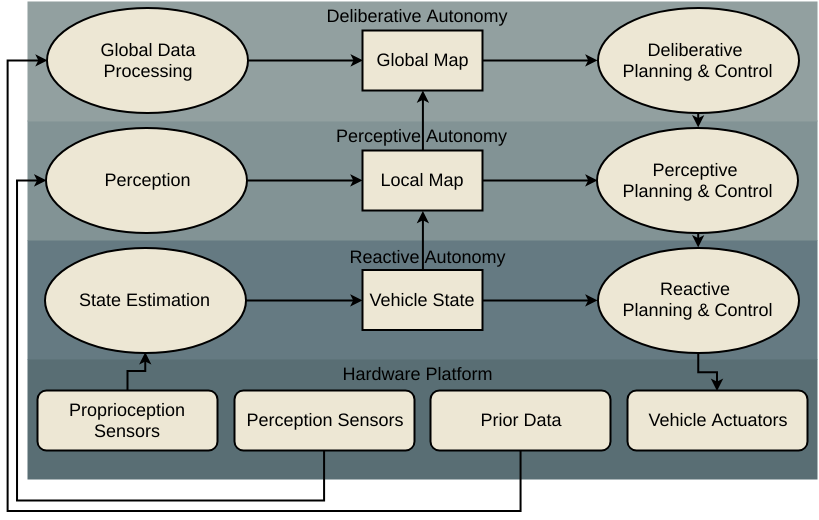 Deliberative Autonomy
Global Data
Processing
Global Map
Deliberative
Planning & Control
Perceptive Autonomy
Perception
Local Map
Perceptive
Planning & Control
Reactive Autonomy
State Estimation
Vehicle State
Reactive
Planning & Control
Hardware Platform
Proprioception
Sensors
Perception Sensors
Prior Data
Vehicle Actuators